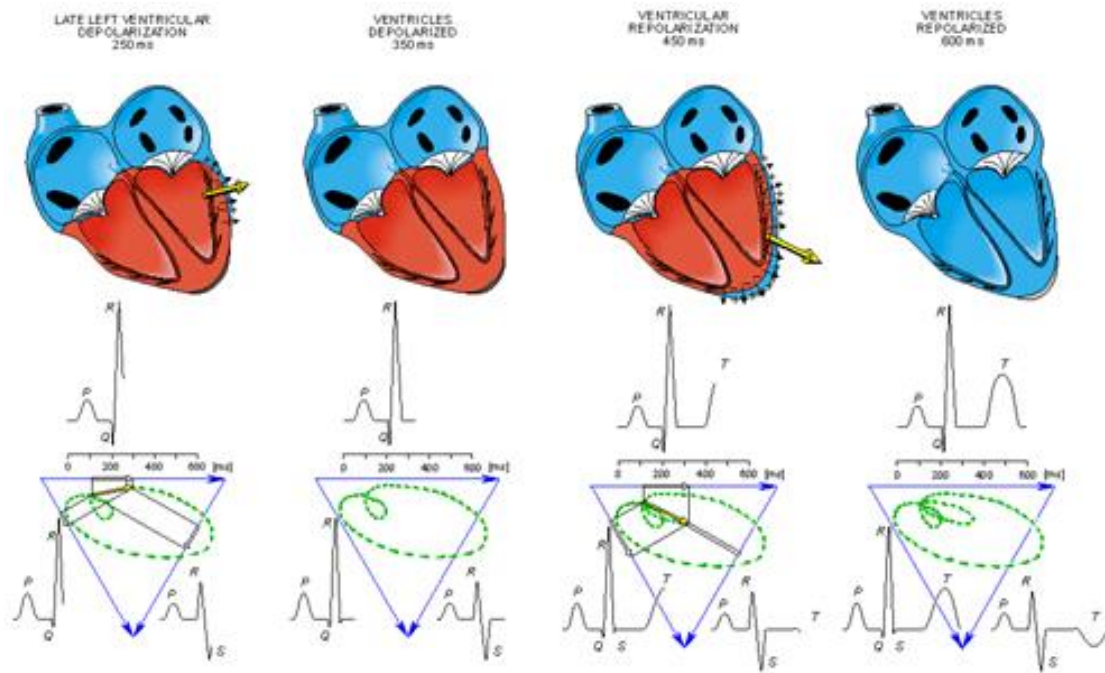 LATE LEFT VENTRICULAR
DEPOLARIZATION
250 ms
VENTRICLES
DEPOLARIZED
350 ms
VENTRICULAR
REPOLARIZATION
450 ms
VENTRICLES
REPOLARIZED
600 ms
R
P
Q
R
P
Q
R
P
Q
T
R
P
Q
T
0 200 400 600 [ms]
0 200 400 600 [ms]
0 200 400 600 [ms]
0 200 400 600 [ms]
R
P
Q
R
P
S
R
P
Q
R
P
S
R
P
Q
S
T
R
P
S
T
R
P
Q
S
T
R
P
S
T